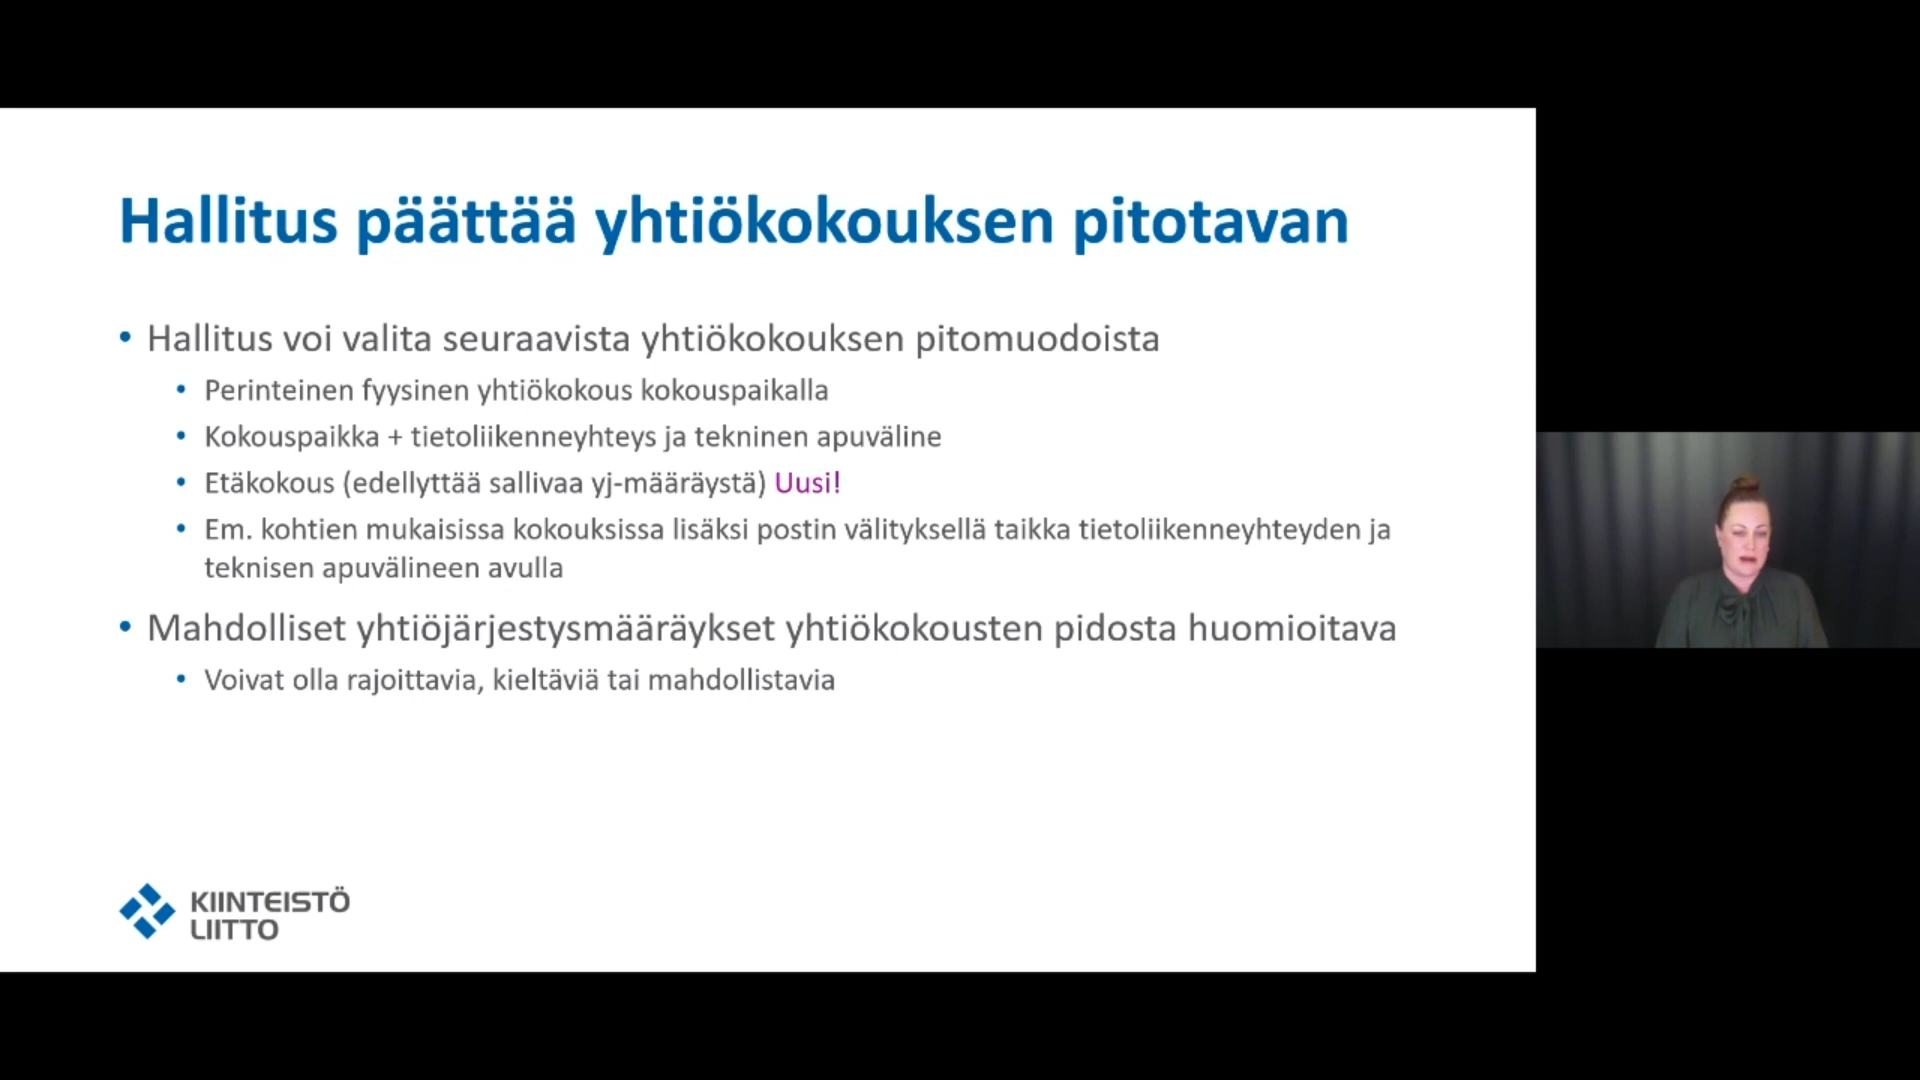 Hallitus päättää yhtiökokouksen pitotavan
• Hallitus voi valita seuraavista yhtiökokouksen pitomuodoista
• Perinteinen fyysinen yhtiökokous kokouspaikalla
• Kokouspaikka + tietoliikenneyhteys ja tekninen apuväline
• Etäkokous (edellyttää sallivaa yj-määräystä) Uusi!
• Em. kohtien mukaisissa kokouksissa lisäksi postin välityksellä taikka tietoliikenneyhteyden ja
teknisen apuvälineen avulla
• Mahdolliset yhtiöjärjestysmääräykset yhtiökokousten pidosta huomioitava
• Voivat olla rajoittavia, kieltäviä tai mahdollistavia
KIINTEISTÖ
LIITTO